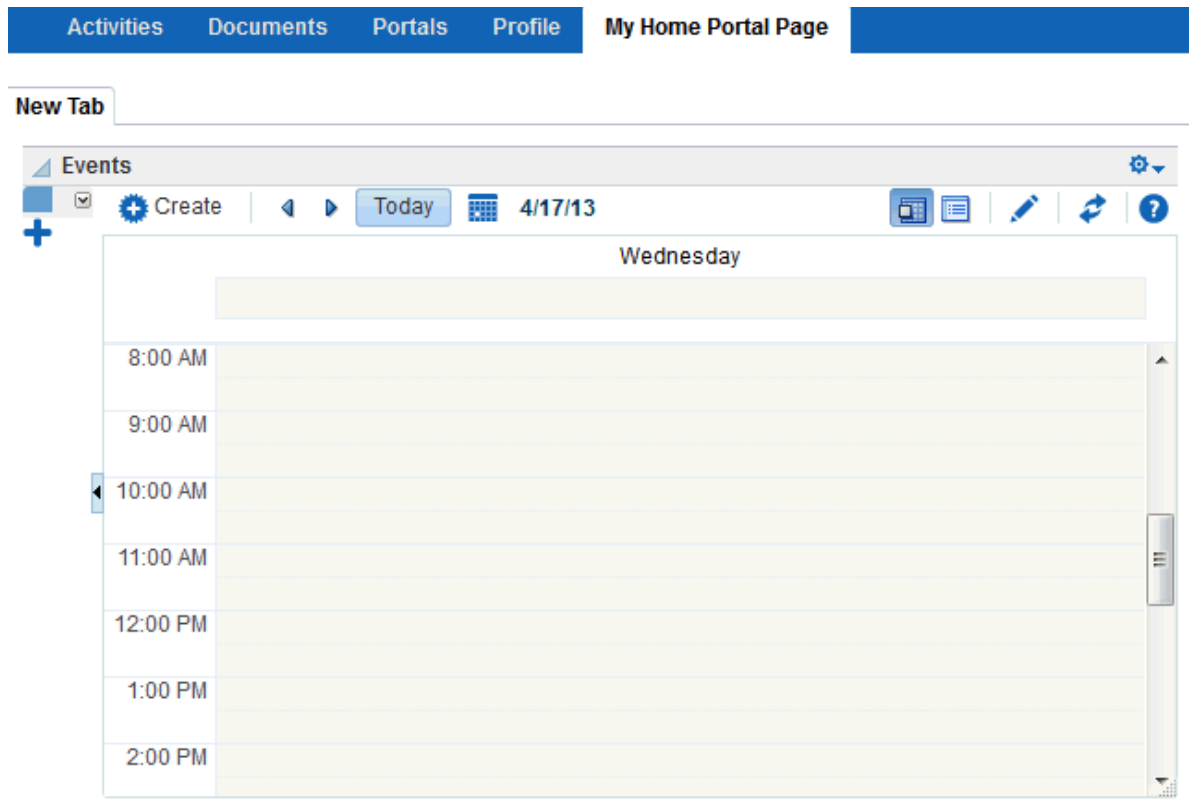 Activities Documents Portals Profile My Home Portal Page
New Tab
Events
Create Today 4/17/13 ?
Wednesday
8:00 AM
9:00 AM
10:00 AM
11:00 AM
12:00 PM
1:00 PM
2:00 PM